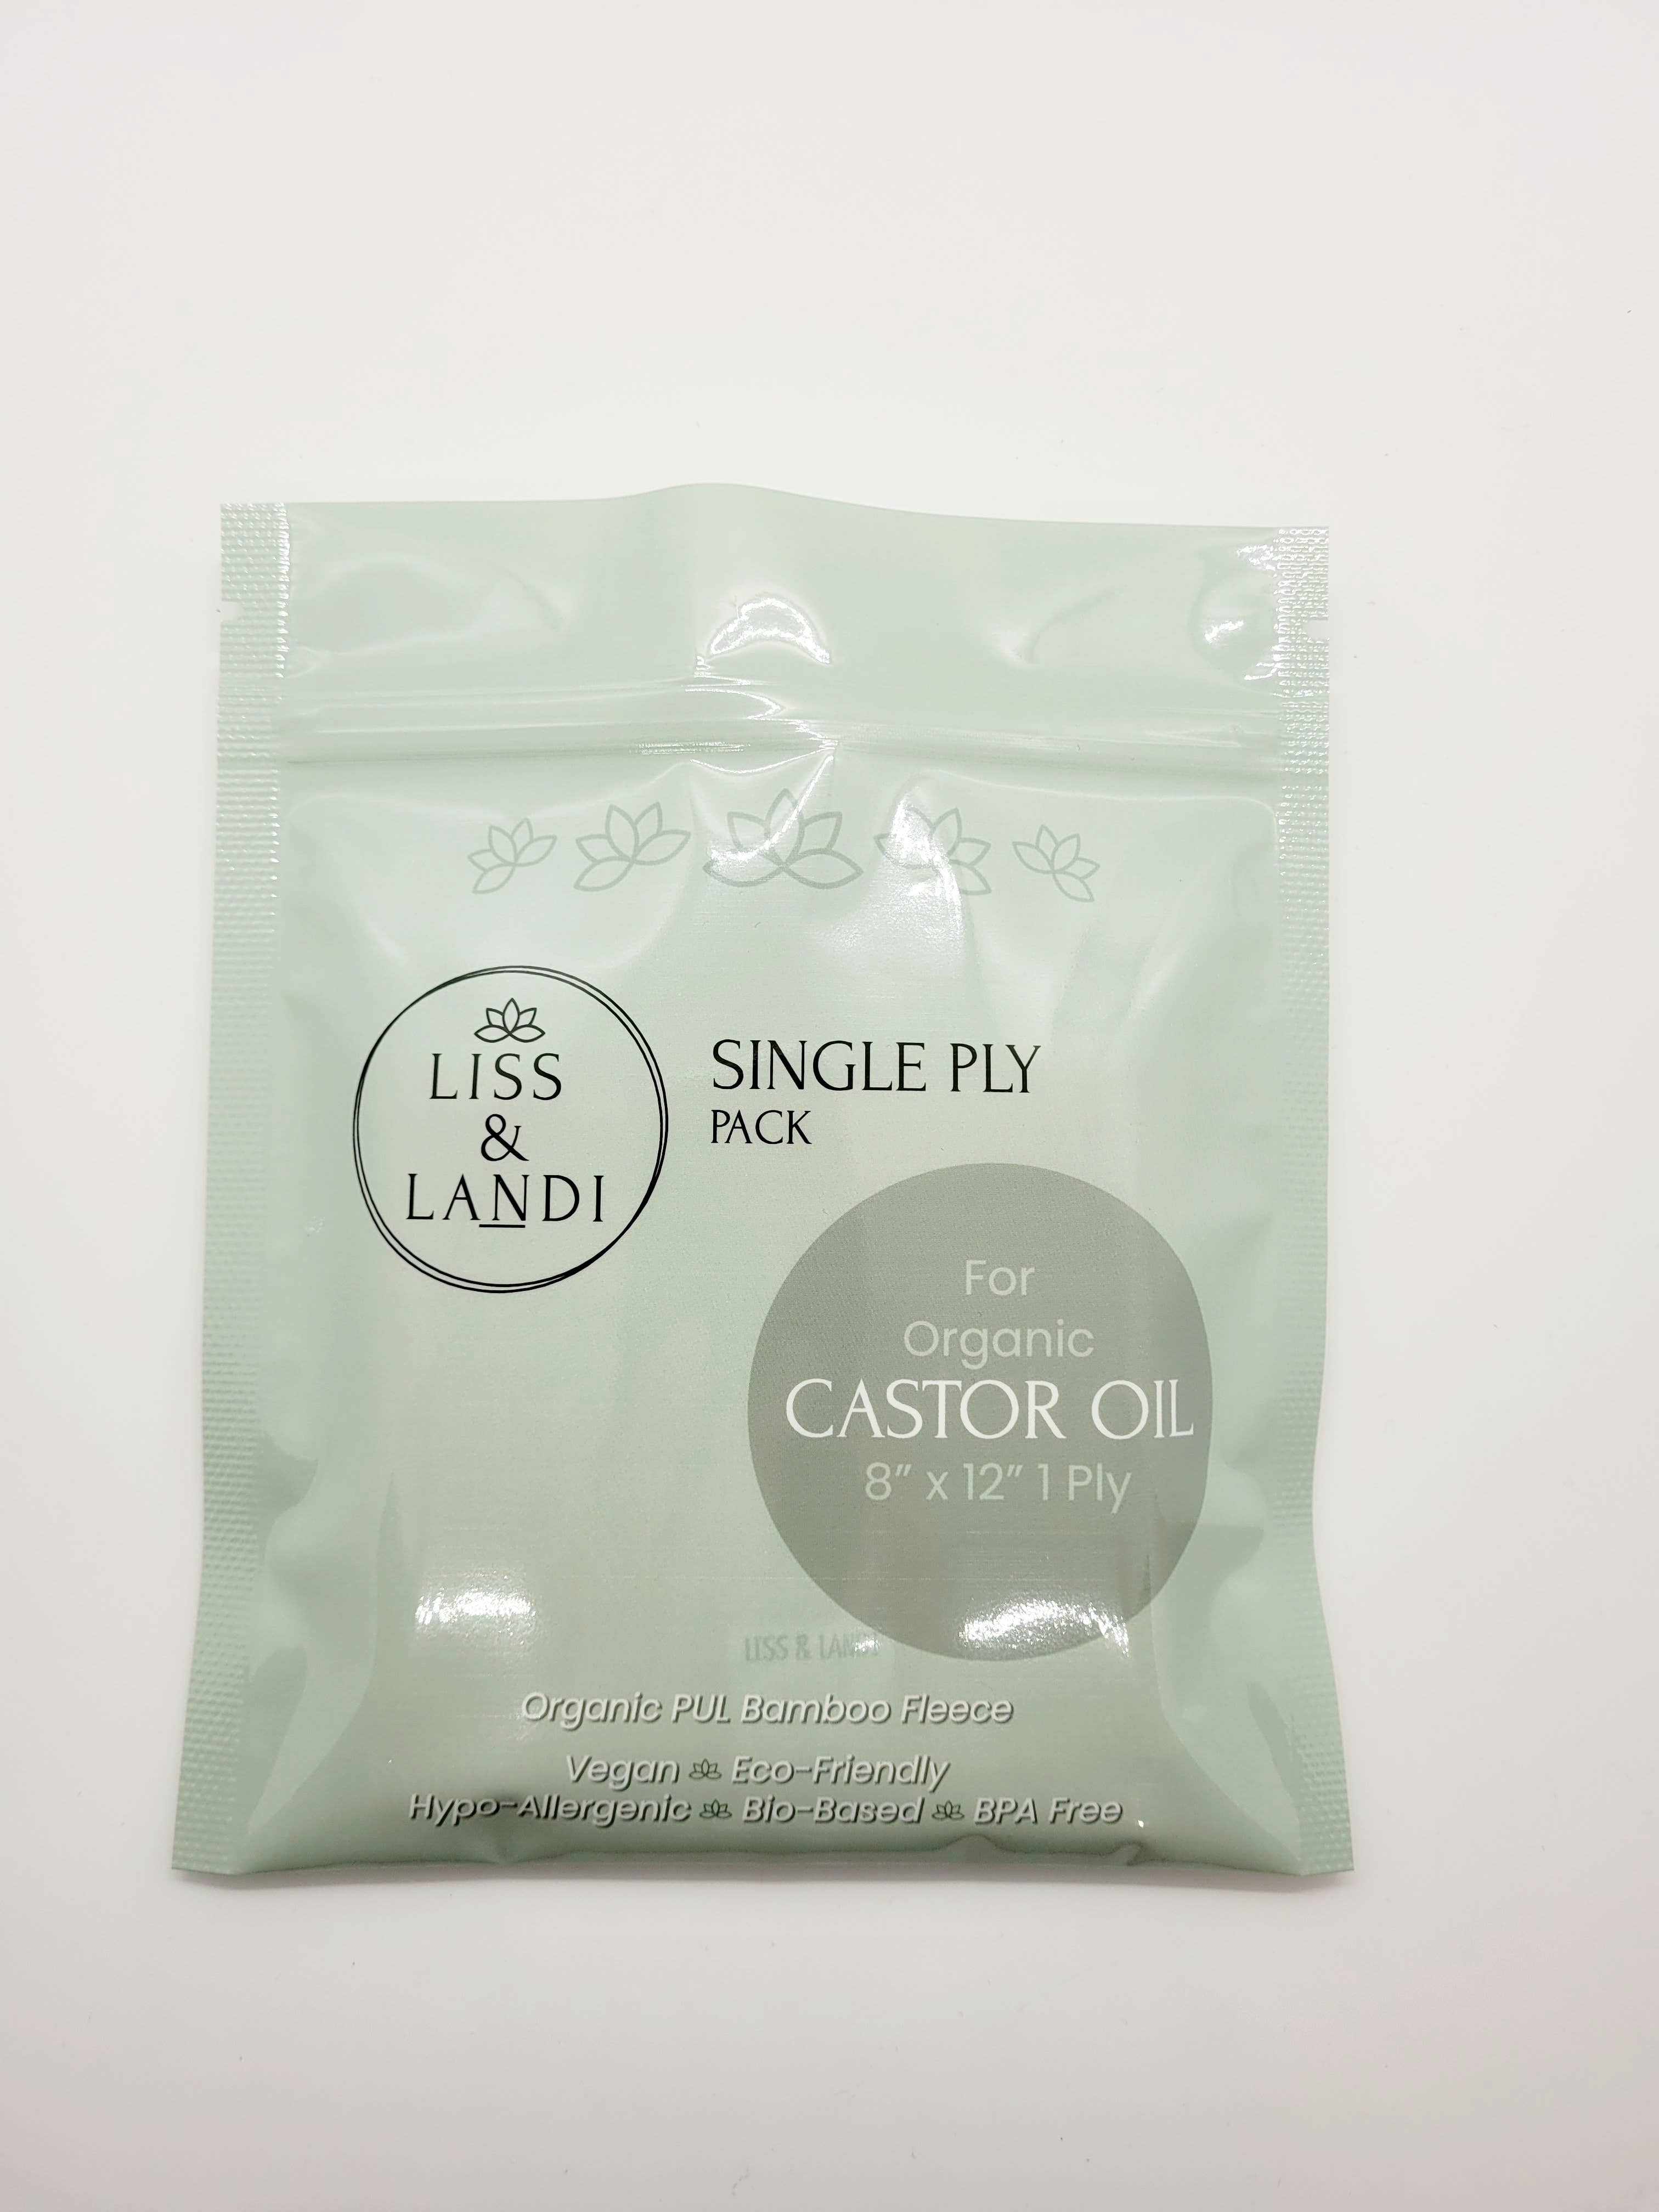 LISS
&
LANDI
SINGLE PLY
PACK
For
Organic
CASTOR OIL
8" x 12" 1 Ply
LISS & LANDI
Organic PUL Bamboo Fleece
Vegan Eco-Friendly
Hypo-Allergenic Bio-Based BPA Free